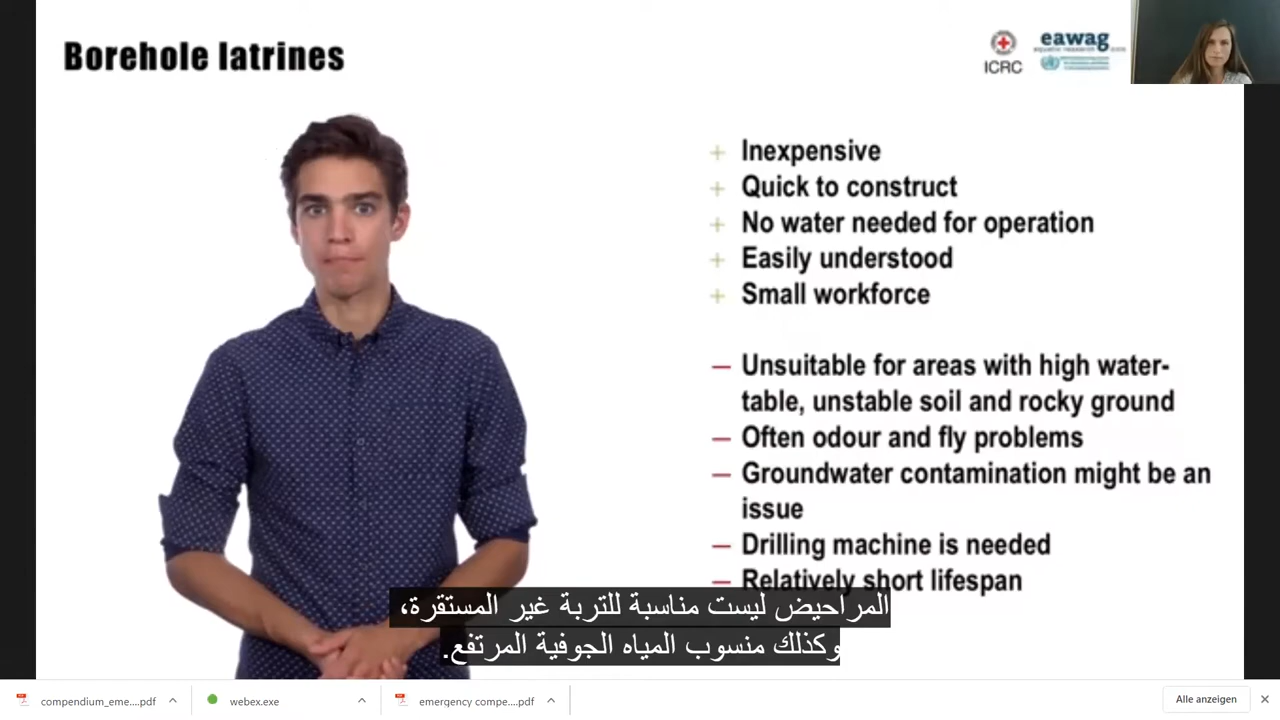 Borehole latrines
ICRC
eawag
+ Inexpensive
+ Quick to construct
+ No water needed for operation
+ Easily understood
+ Small workforce
— Unsuitable for areas with high water-
table, unstable soil and rocky ground
— Often odour and fly problems
— Groundwater contamination might be an
issue
— Drilling machine is needed
— Relatively short lifespan
المراحيض ليست مناسبة للتربة غير المستقرة،
وكذلك منسوب المياه الجوفية المرتفع.
compendium_eme....pdf
webex.exe
emergency compe....pdf
Alle anzeigen